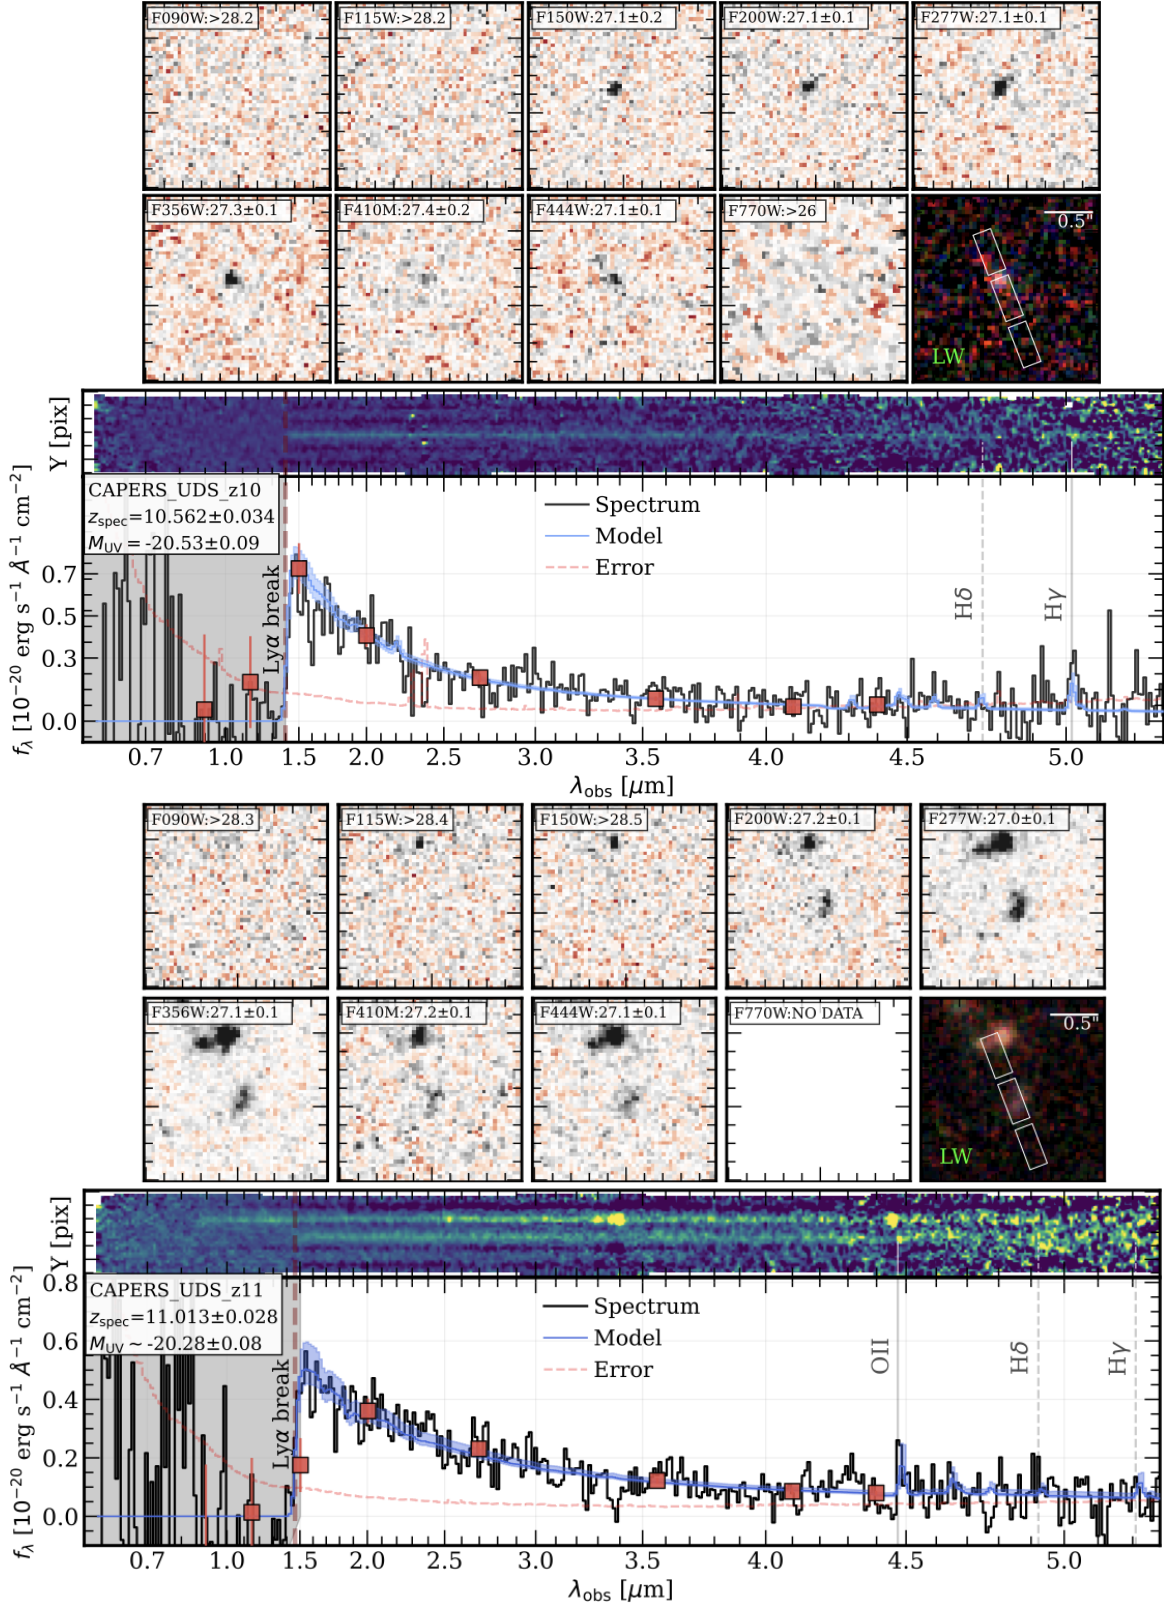 F090W:>28.2
F115W:>28.2
F150W:27.1±0.2
F200W:27.1±0.1
F277W:27.1±0.1
F356W:27.3±0.1
F410M:27.4±0.2
F444W:27.1±0.1
F770W:>26
0.5"
LW
Y [pix]
CAPERS_UDS_z10
z_spec=10.562±0.034
M_UV = -20.53±0.09
Spectrum
Model
Error
Lyα break
Hδ
Hγ
0.7
0.5
0.3
0.0
f_λ [10⁻²⁰ erg s⁻¹ Å⁻¹ cm⁻²]
0.7 1.0 1.5 2.0 2.5 3.0 3.5 4.0 4.5 5.0
λ_obs [μm]
F090W:>28.3
F115W:>28.4
F150W:>28.5
F200W:27.2±0.1
F277W:27.0±0.1
F356W:27.1±0.1
F410M:27.2±0.1
F444W:27.1±0.1
F770W:NO DATA
0.5"
LW
Y [pix]
CAPERS_UDS_z11
z_spec=11.013±0.028
M_UV ~ -20.28±0.08
Spectrum
Model
Error
Lyα break
OII
Hδ
Hγ
0.8
0.6
0.4
0.2
0.0
f_λ [10⁻²⁰ erg s⁻¹ Å⁻¹ cm⁻²]
0.7 1.0 1.5 2.0 2.5 3.0 3.5 4.0 4.5 5.0
λ_obs [μm]